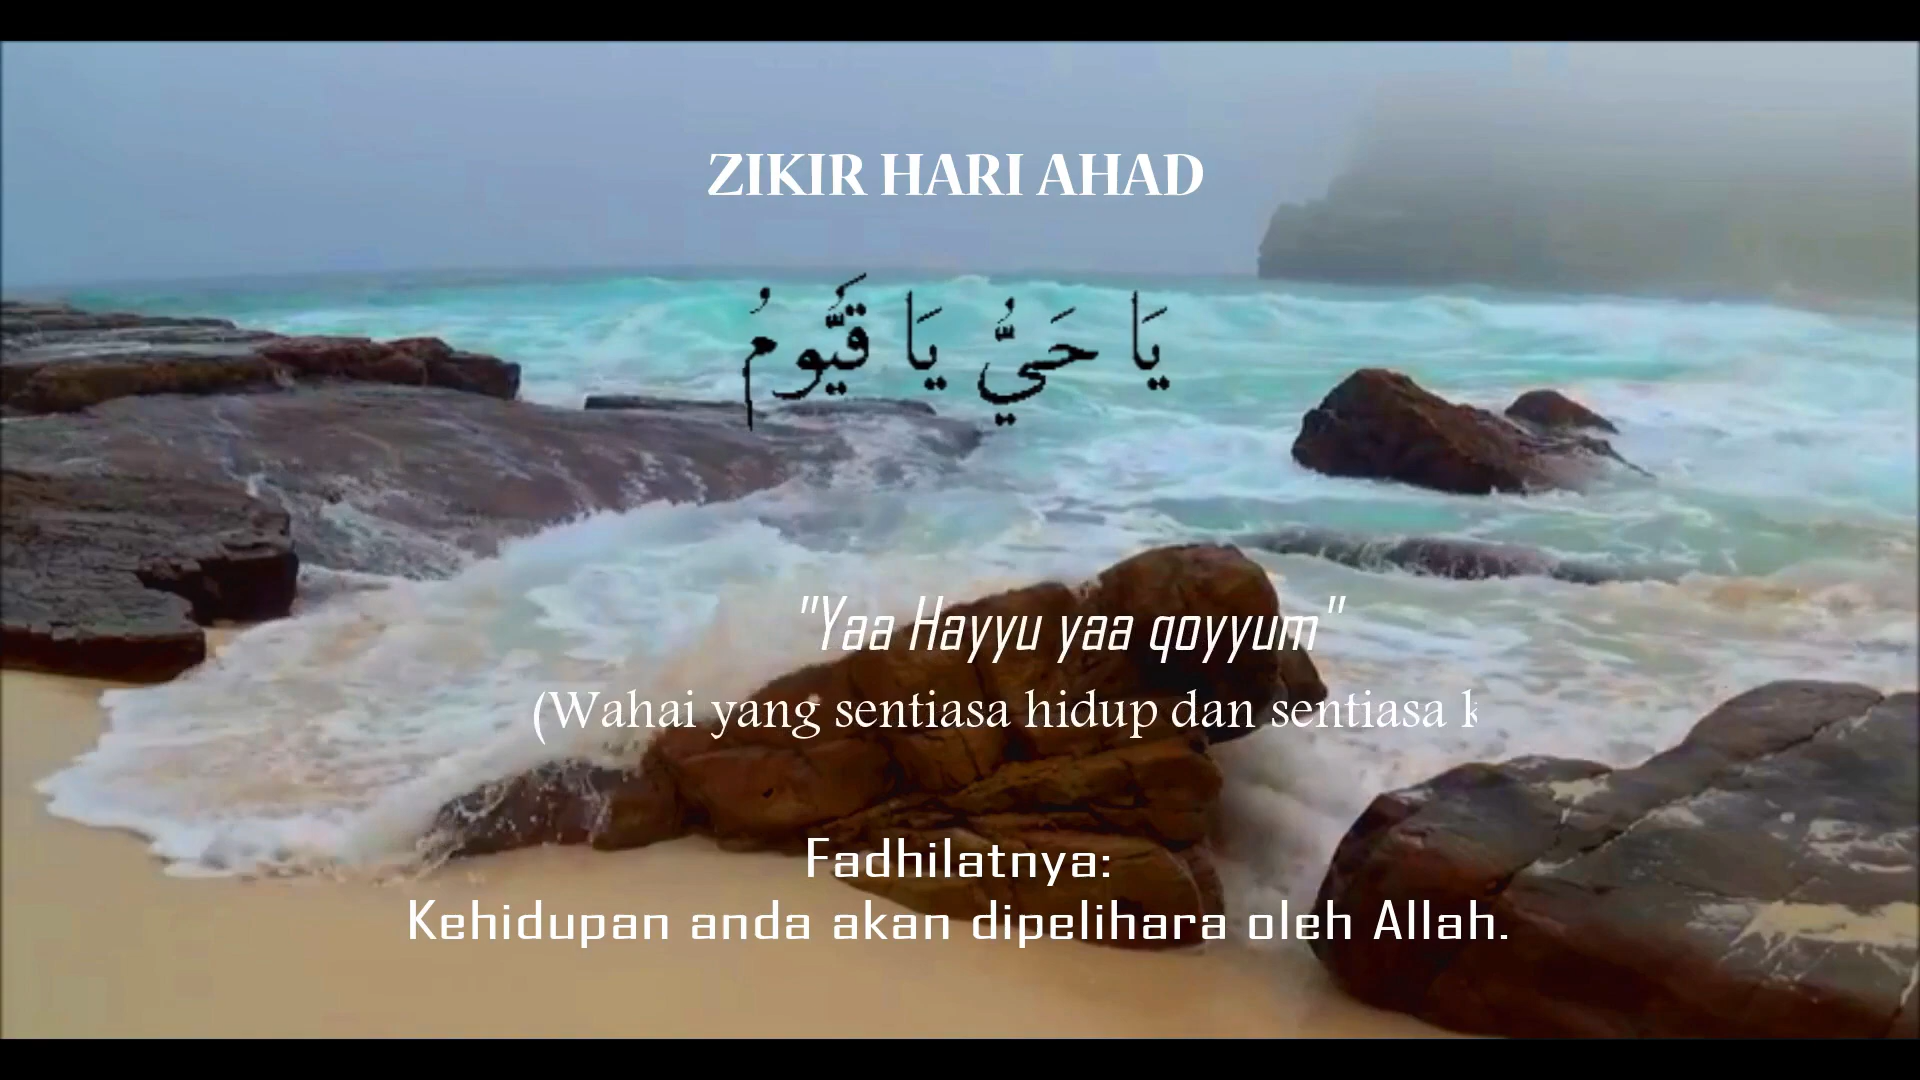 ZIKIR HARI AHAD
يَا حَيُّ يَا قَيُّومُ
"Yaa Hayyu yaa qoyyum"
(Wahai yang sentiasa hidup dan sentiasa
Fadhilatnya:
Kehidupan anda akan dipelihara oleh Allah.